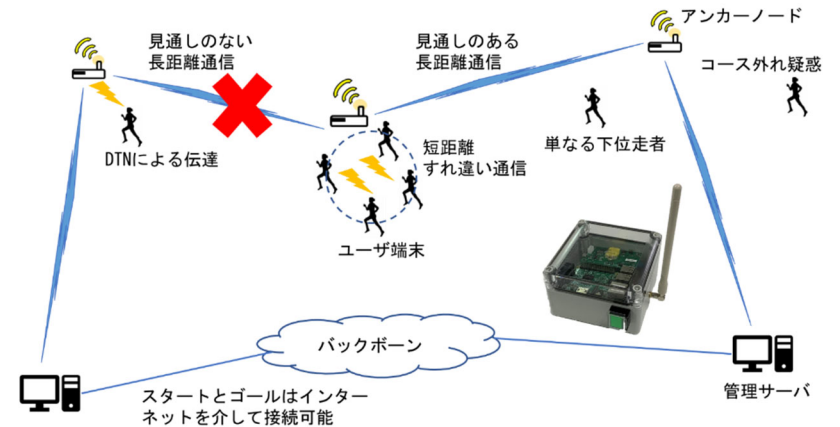 アンカーノード
見通しのない
長距離通信
見通しのある
長距離通信
コース外れ疑惑
DTNによる伝達
短距離
すれ違い通信
単なる下位走者
ユーザ端末
バックボーン
管理サーバ
スタートとゴールはインター
ネットを介して接続可能